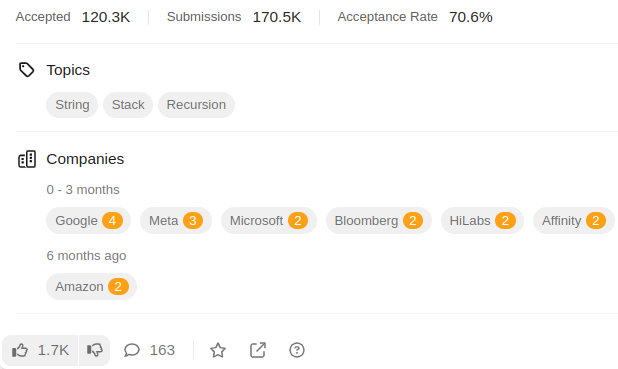 Accepted 120.3K Submissions 170.5K Acceptance Rate 70.6%
Topics
String Stack Recursion
Companies
0 - 3 months
Google 4 Meta 3 Microsoft 2 Bloomberg 2 HiLabs 2 Affinity 2
6 months ago
Amazon 2
1.7K 163